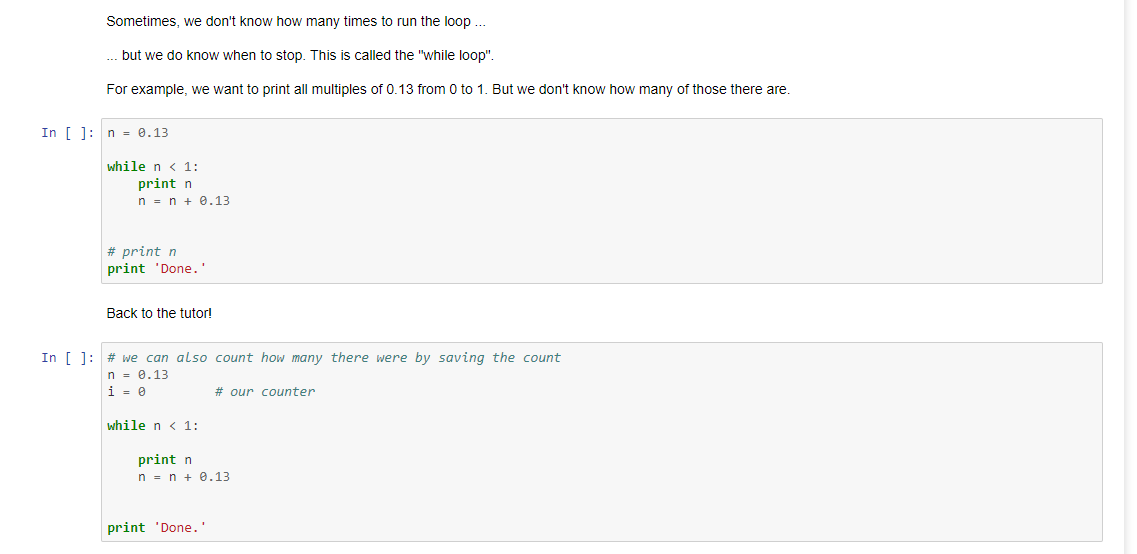 Sometimes, we don't know how many times to run the loop ...
... but we do know when to stop. This is called the "while loop".
For example, we want to print all multiples of 0.13 from 0 to 1. But we don't know how many of those there are.
In [ ]: n = 0.13
while n < 1:
    print n
    n = n + 0.13
# print n
print 'Done.'
Back to the tutor!
In [ ]: # we can also count how many there were by saving the count
n = 0.13
i = 0         # our counter
while n < 1:
    print n
    n = n + 0.13
print 'Done.'